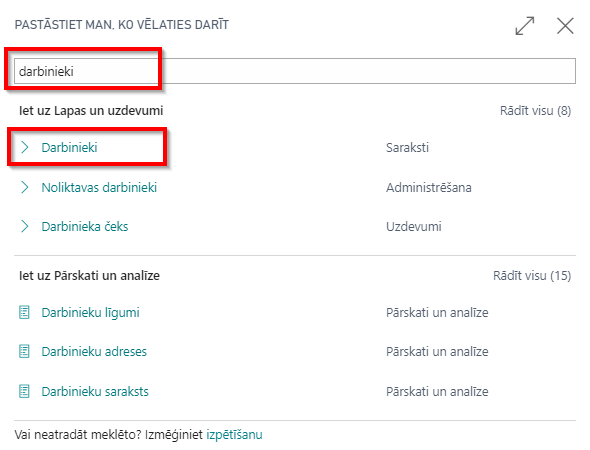 PASTĀSTIET MAN, KO VĒLATIES DARĪT
darbinieki
Iet uz Lapas un uzdevumi Rādīt visu (8)
Darbinieki Saraksti
Noliktavas darbinieki Administrēšana
Darbinieka čeks Uzdevumi
Iet uz Pārskati un analīze Rādīt visu (15)
Darbinieku līgumi Pārskati un analīze
Darbinieku adreses Pārskati un analīze
Darbinieku saraksts Pārskati un analīze
Vai neatradāt meklēto? Izmēģiniet izpētīšanu